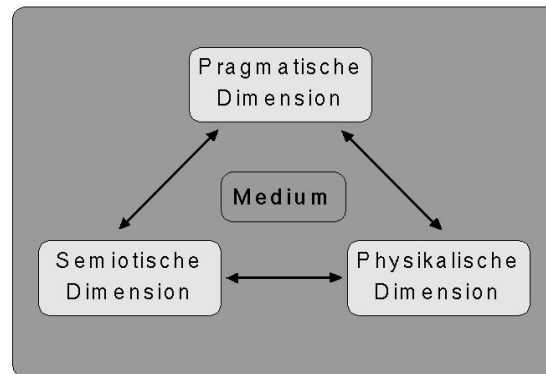 Pragmatische
Dimension
Medium
Semiotische
Dimension
Physikalische
Dimension